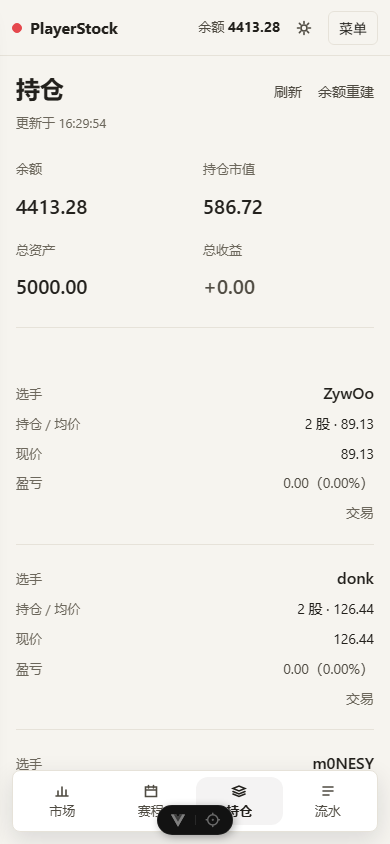 PlayerStock 余额 4413.28 菜单
持仓 刷新 余额重建
更新于 16:29:54
余额 持仓市值
4413.28 586.72
总资产 总收益
5000.00 +0.00
选手 ZywOo
持仓 / 均价 2 股 · 89.13
现价 89.13
盈亏 0.00（0.00%）
交易
选手 donk
持仓 / 均价 2 股 · 126.44
现价 126.44
盈亏 0.00（0.00%）
交易
选手 m0NESY
市场 赛程 持仓 流水